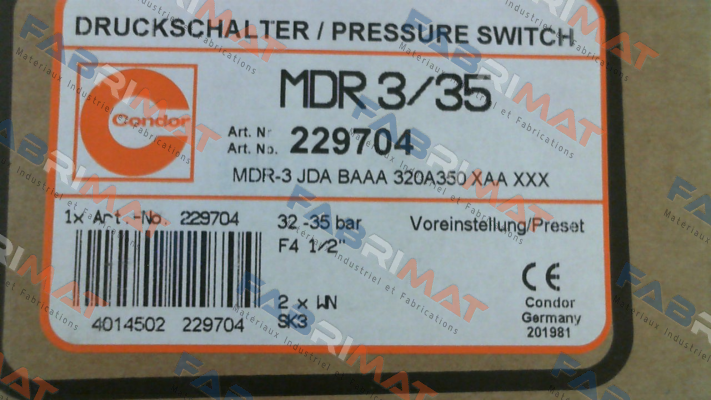 DRUCKSCHALTER / PRESSURE SWITCH
MDR 3/35
Condor
Art. Nr.
Art. No. 229704
MDR-3 JDA BAAA 320A350 XAA XXX
1x Art.-No. 229704
32 -35 bar
Voreinstellung/Preset
F4 1/2"
2 x WN
SK3
4014502 229704
CE
Condor
Germany
201981
FABRIMAT
Materiaux Industriel et Fabrications